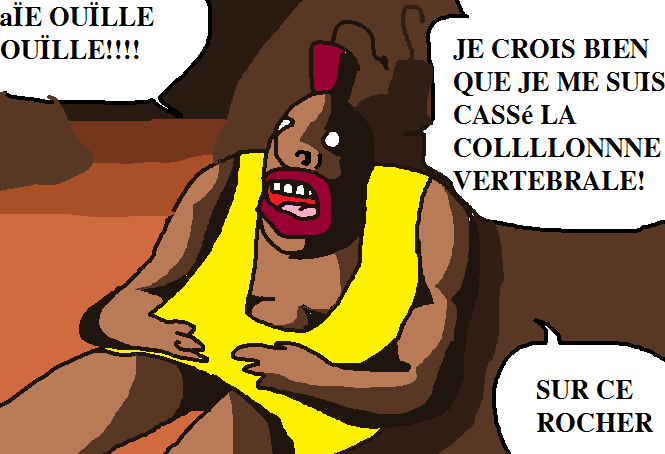 aÏE OUÏLLE
OUÏLLE!!!!
JE CROIS BIEN
QUE JE ME SUIS
CASSé LA
COLLLLONNNE
VERTEBRALE!
SUR CE
ROCHER